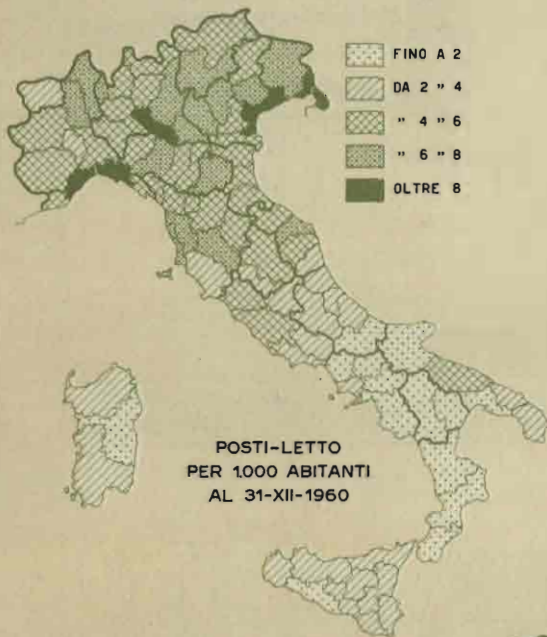 FINO A 2
DA 2 " 4
" 4 " 6
" 6 " 8
OLTRE 8
POSTI-LETTO
PER 1.000 ABITANTI
AL 31-XII-1960